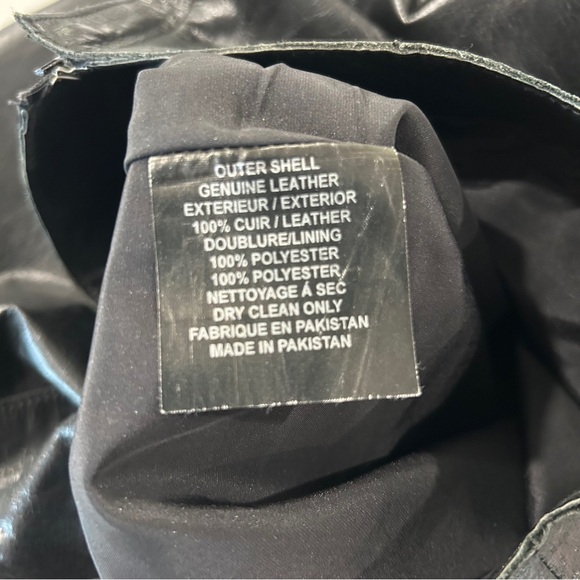 OUTER SHELL
GENUINE LEATHER
EXTERIEUR / EXTERIOR
100% CUIR / LEATHER
DOUBLURE/LINING
100% POLYESTER
100% POLYESTER
NETTOYAGE Á SEC
DRY CLEAN ONLY
FABRIQUE EN PAKISTAN
MADE IN PAKISTAN